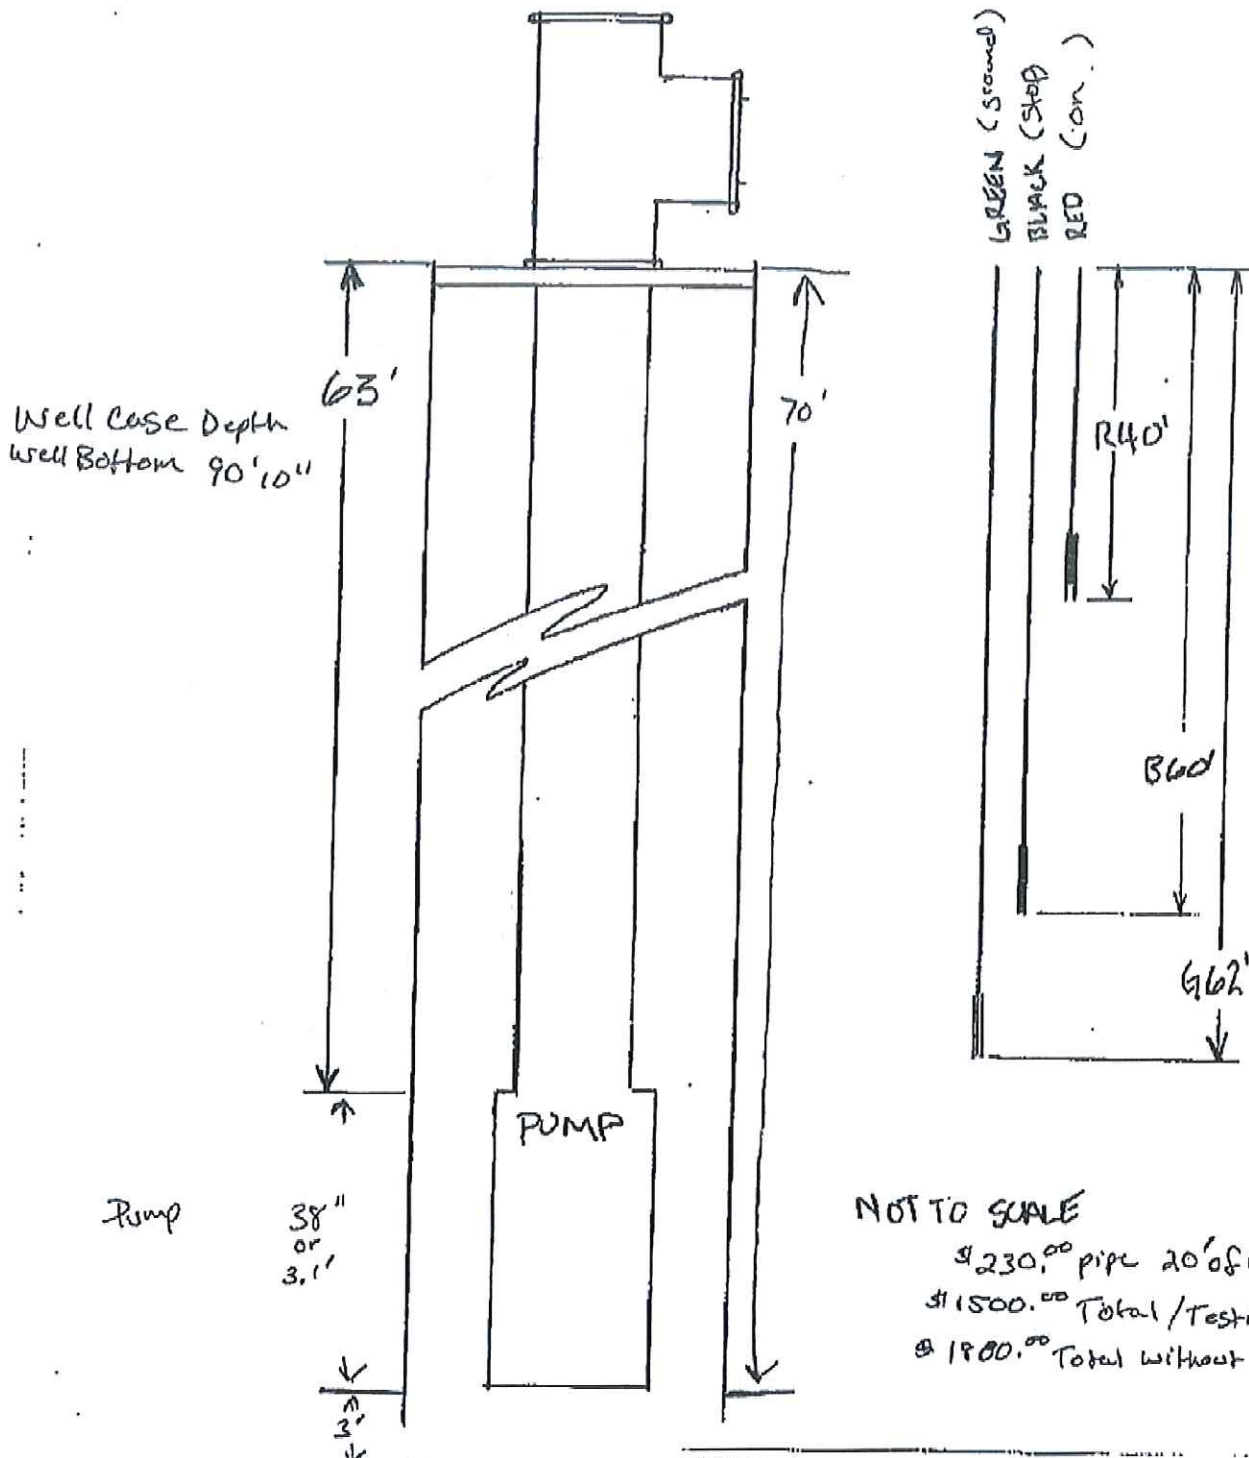 GREEN (ground)
BLACK (stop)
RED (on.)
63'
70'
Well Case Depth
Well Bottom 90'10"
R40'
B60'
G62'
PUMP
Pump
38"
or
3.1'
3'
NOT TO SCALE
$230.00 pipe 20' of
$1500.00 Total / Test
Total without